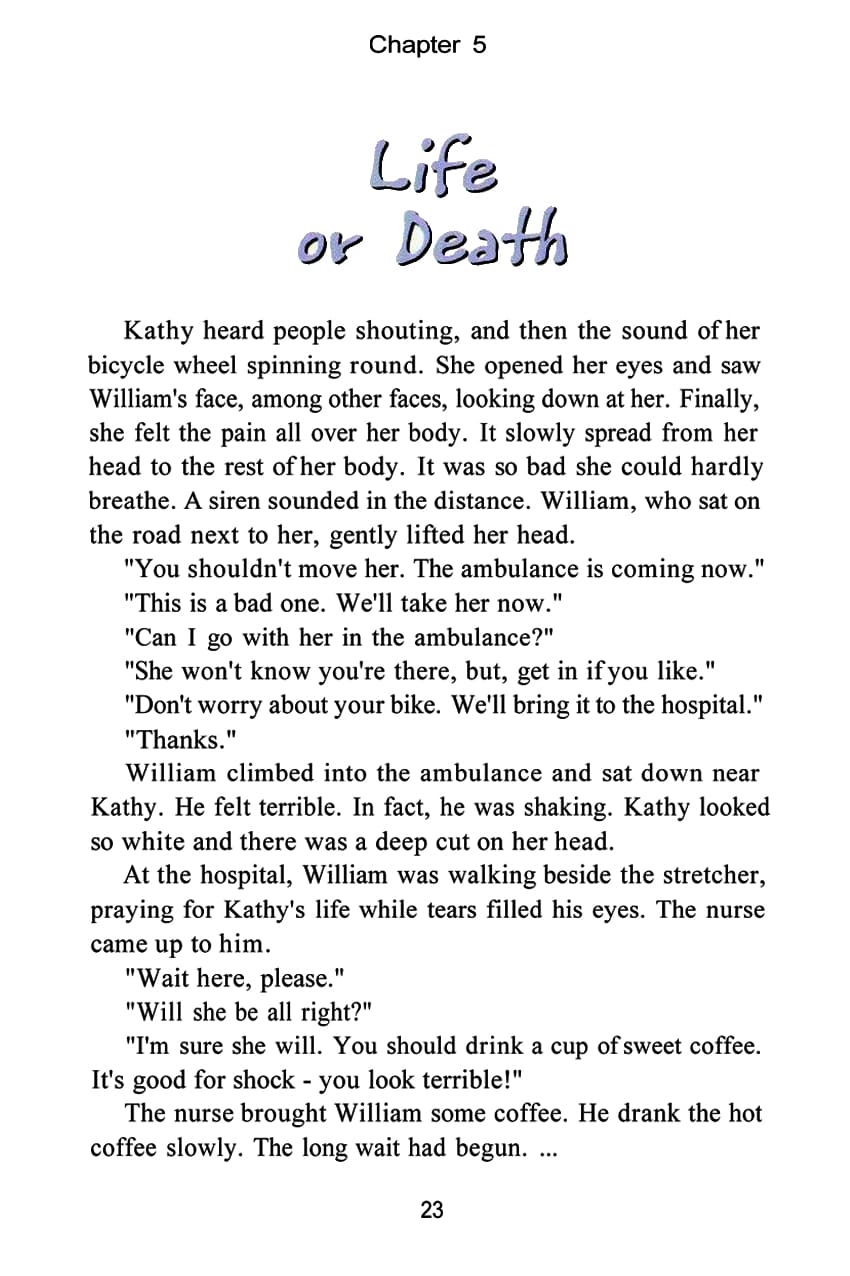 Chapter 5
Life
or Death
Kathy heard people shouting, and then the sound of her
bicycle wheel spinning round. She opened her eyes and saw
William's face, among other faces, looking down at her. Finally,
she felt the pain all over her body. It slowly spread from her
head to the rest of her body. It was so bad she could hardly
breathe. A siren sounded in the distance. William, who sat on
the road next to her, gently lifted her head.
"You shouldn't move her. The ambulance is coming now."
"This is a bad one. We'll take her now."
"Can I go with her in the ambulance?"
"She won't know you're there, but, get in if you like."
"Don't worry about your bike. We'll bring it to the hospital."
"Thanks."
William climbed into the ambulance and sat down near
Kathy. He felt terrible. In fact, he was shaking. Kathy looked
so white and there was a deep cut on her head.
At the hospital, William was walking beside the stretcher,
praying for Kathy's life while tears filled his eyes. The nurse
came up to him.
"Wait here, please."
"Will she be all right?"
"I'm sure she will. You should drink a cup of sweet coffee.
It's good for shock - you look terrible!"
The nurse brought William some coffee. He drank the hot
coffee slowly. The long wait had begun. ...
23